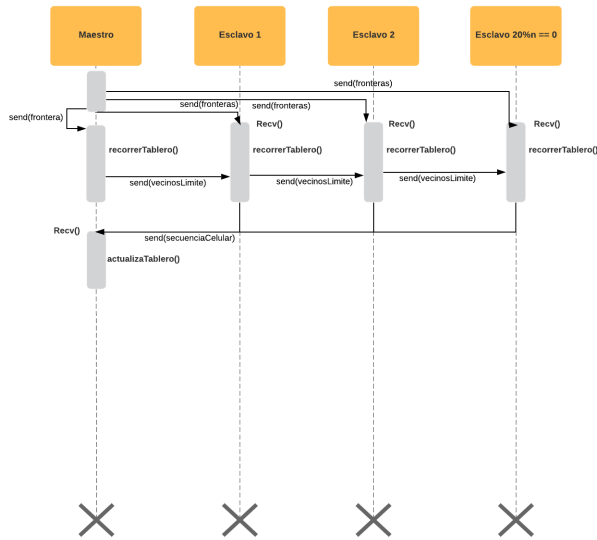 Maestro
Esclavo 1
Esclavo 2
Esclavo 20%n == 0
send(fronteras)
send(fronteras)
send(fronteras)
send(frontera)
Recv()
Recv()
Recv()
recorrerTablero()
recorrerTablero()
recorrerTablero()
recorrerTablero()
send(vecinosLimite)
send(vecinosLimite)
send(vecinosLimite)
Recv()
send(secuenciaCelular)
actualizaTablero()